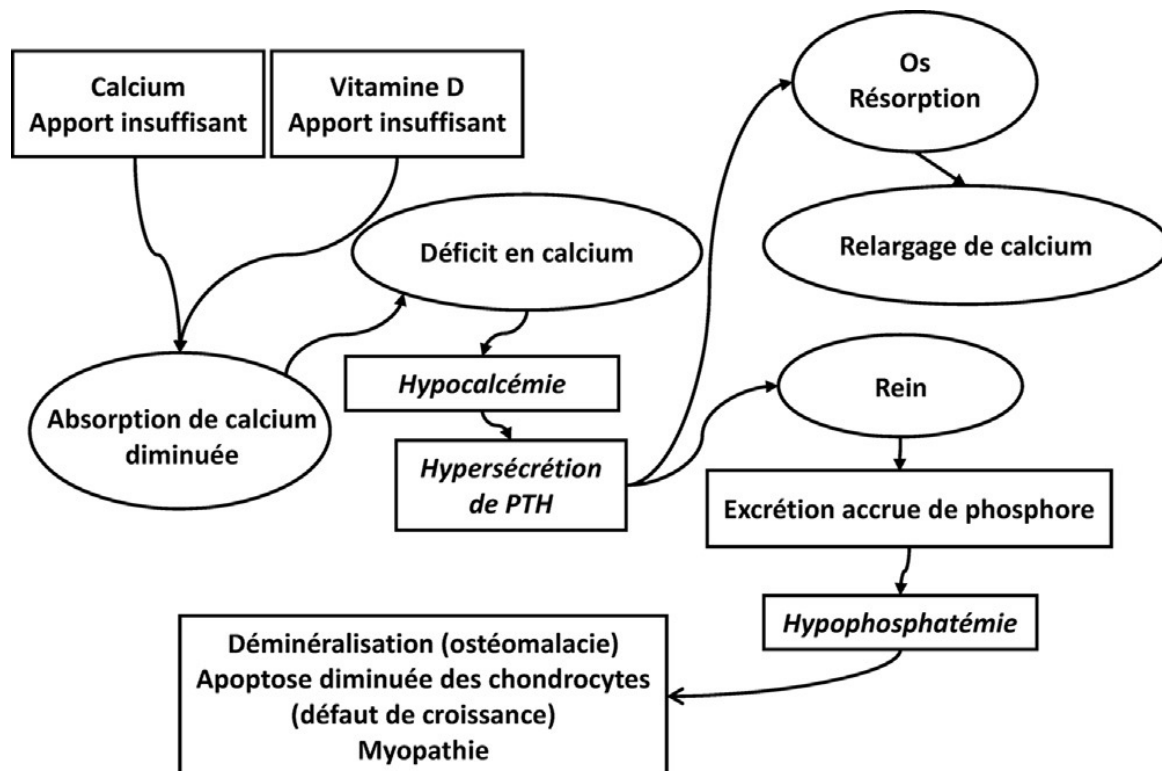 Calcium
Apport insuffisant
Vitamine D
Apport insuffisant
Os
Résorption
Relargage de calcium
Déficit en calcium
Hypocalcémie
Absorption de calcium
diminuée
Hypersécrétion
de PTH
Rein
Excrétion accrue de phosphore
Hypophosphatémie
Déminéralisation (ostéomalacie)
Apoptose diminuée des chondrocytes
(défaut de croissance)
Myopathie